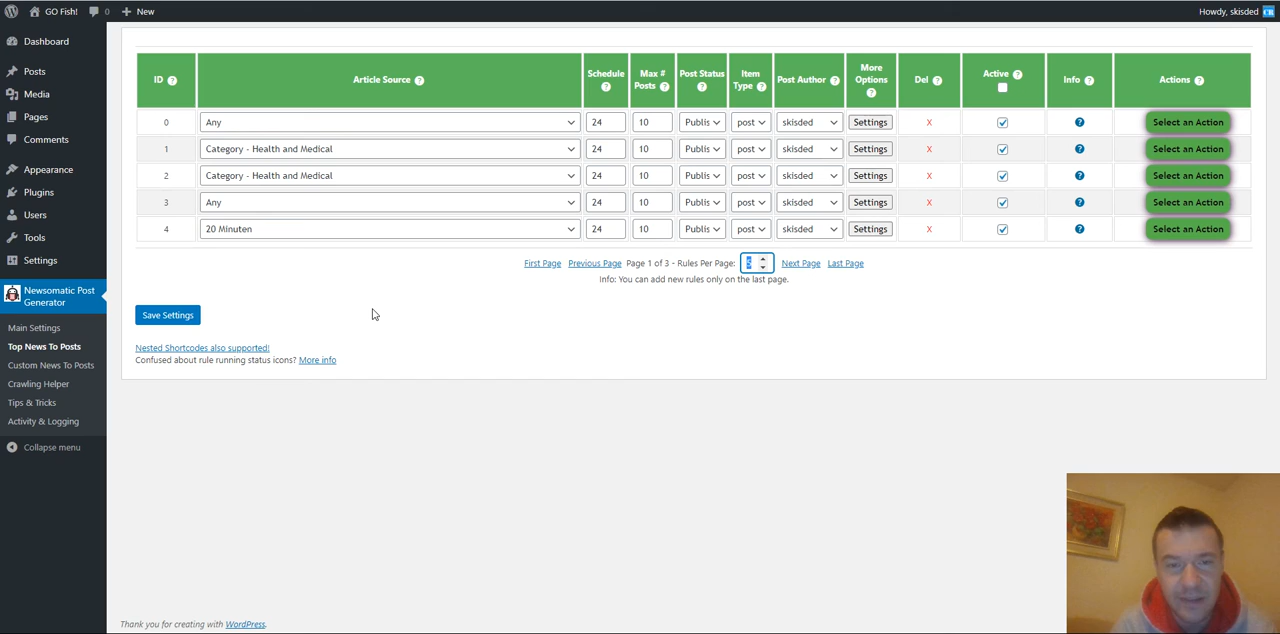 GO Fish!
0
New
Howdy, skisded
Dashboard
Posts
Media
Pages
Comments
Appearance
Plugins
Users
Tools
Settings
Newsomatic Post
Generator
Main Settings
Top News To Posts
Custom News To Posts
Crawling Helper
Tips & Tricks
Activity & Logging
Collapse menu
ID ? Article Source ? Schedule ? Max # Posts ? Post Status ? Item Type ? Post Author ? More Options ? Del ? Active ? Info ? Actions ?
0 Any 24 10 Publis post skisded Settings X ? Select an Action
1 Category - Health and Medical 24 10 Publis post skisded Settings X ? Select an Action
2 Category - Health and Medical 24 10 Publis post skisded Settings X ? Select an Action
3 Any 24 10 Publis post skisded Settings X ? Select an Action
4 20 Minuten 24 10 Publis post skisded Settings X ? Select an Action
First Page Previous Page Page 1 of 3 - Rules Per Page: 5 Next Page Last Page
Info: You can add new rules only on the last page.
Save Settings
Nested Shortcodes also supported!
Confused about rule running status icons? More info
Thank you for creating with WordPress.